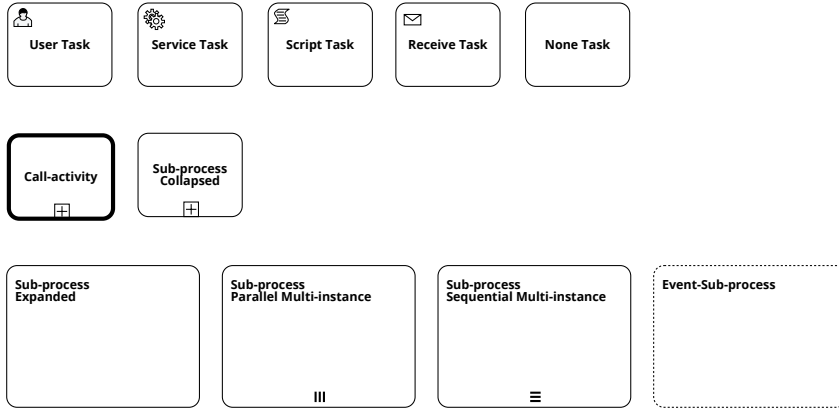 User Task
Service Task
Script Task
Receive Task
None Task
Call-activity
Sub-process
Collapsed
Sub-process
Expanded
Sub-process
Parallel Multi-instance
Sub-process
Sequential Multi-instance
Event-Sub-process